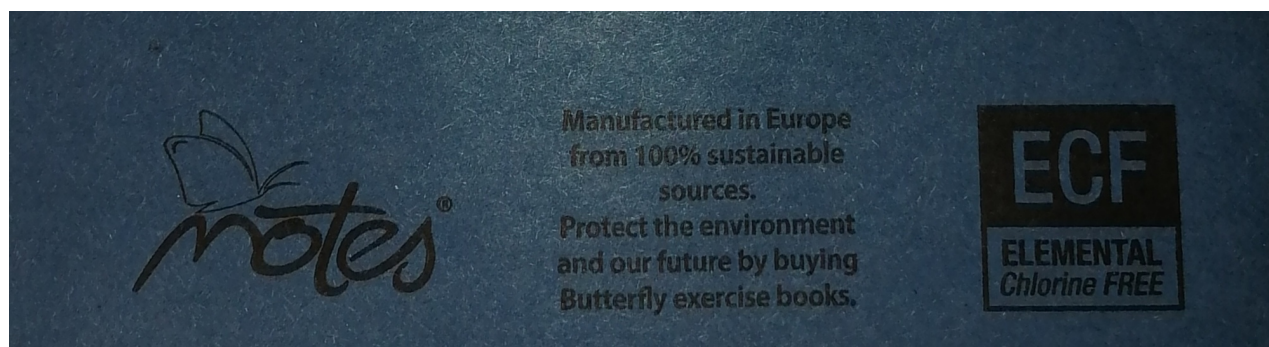 notes®
Manufactured in Europe
from 100% sustainable
sources.
Protect the environment
and our future by buying
Butterfly exercise books.
ECF
ELEMENTAL
Chlorine FREE